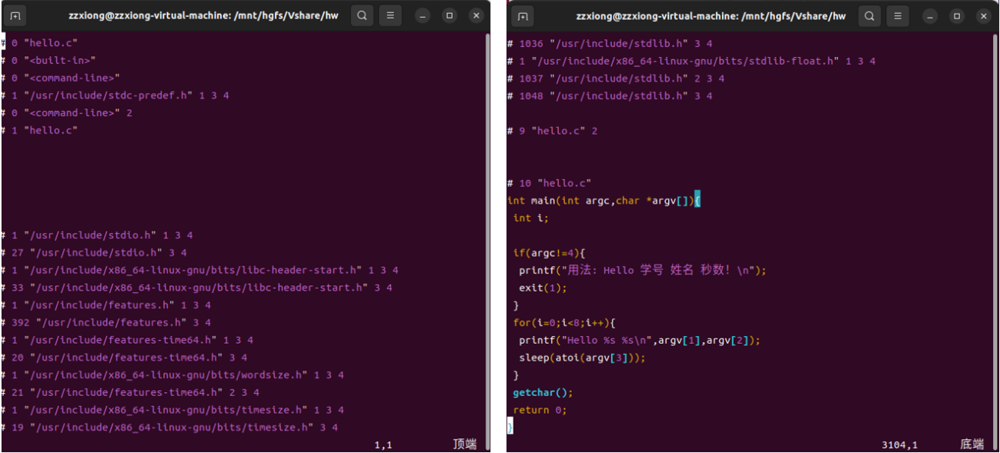 zzxiong@zzxiong-virtual-machine: /mnt/hgfs/Vshare/hw
# 0 "hello.c"
# 0 "<built-in>"
# 0 "<command-line>"
# 1 "/usr/include/stdc-predef.h" 1 3 4
# 0 "<command-line>" 2
# 1 "hello.c"
# 1 "/usr/include/stdio.h" 1 3 4
# 27 "/usr/include/stdio.h" 3 4
# 1 "/usr/include/x86_64-linux-gnu/bits/libc-header-start.h" 1 3 4
# 33 "/usr/include/x86_64-linux-gnu/bits/libc-header-start.h" 3 4
# 1 "/usr/include/features.h" 1 3 4
# 392 "/usr/include/features.h" 3 4
# 1 "/usr/include/features-time64.h" 1 3 4
# 20 "/usr/include/features-time64.h" 3 4
# 1 "/usr/include/x86_64-linux-gnu/bits/wordsize.h" 1 3 4
# 21 "/usr/include/features-time64.h" 2 3 4
# 1 "/usr/include/x86_64-linux-gnu/bits/timesize.h" 1 3 4
# 19 "/usr/include/x86_64-linux-gnu/bits/timesize.h" 3 4
1,1 顶端
zzxiong@zzxiong-virtual-machine: /mnt/hgfs/Vshare/hw
# 1036 "/usr/include/stdlib.h" 3 4
# 1 "/usr/include/x86_64-linux-gnu/bits/stdlib-float.h" 1 3 4
# 1037 "/usr/include/stdlib.h" 2 3 4
# 1048 "/usr/include/stdlib.h" 3 4
# 9 "hello.c" 2
# 10 "hello.c"
int main(int argc,char *argv[]){
int i;
if(argc!=4){
printf("用法: Hello 学号 姓名 秒数! \n");
exit(1);
}
for(i=0;i<8;i++){
printf("Hello %s %s\n",argv[1],argv[2]);
sleep(atoi(argv[3]));
}
getchar();
return 0;
}
3104,1 底端